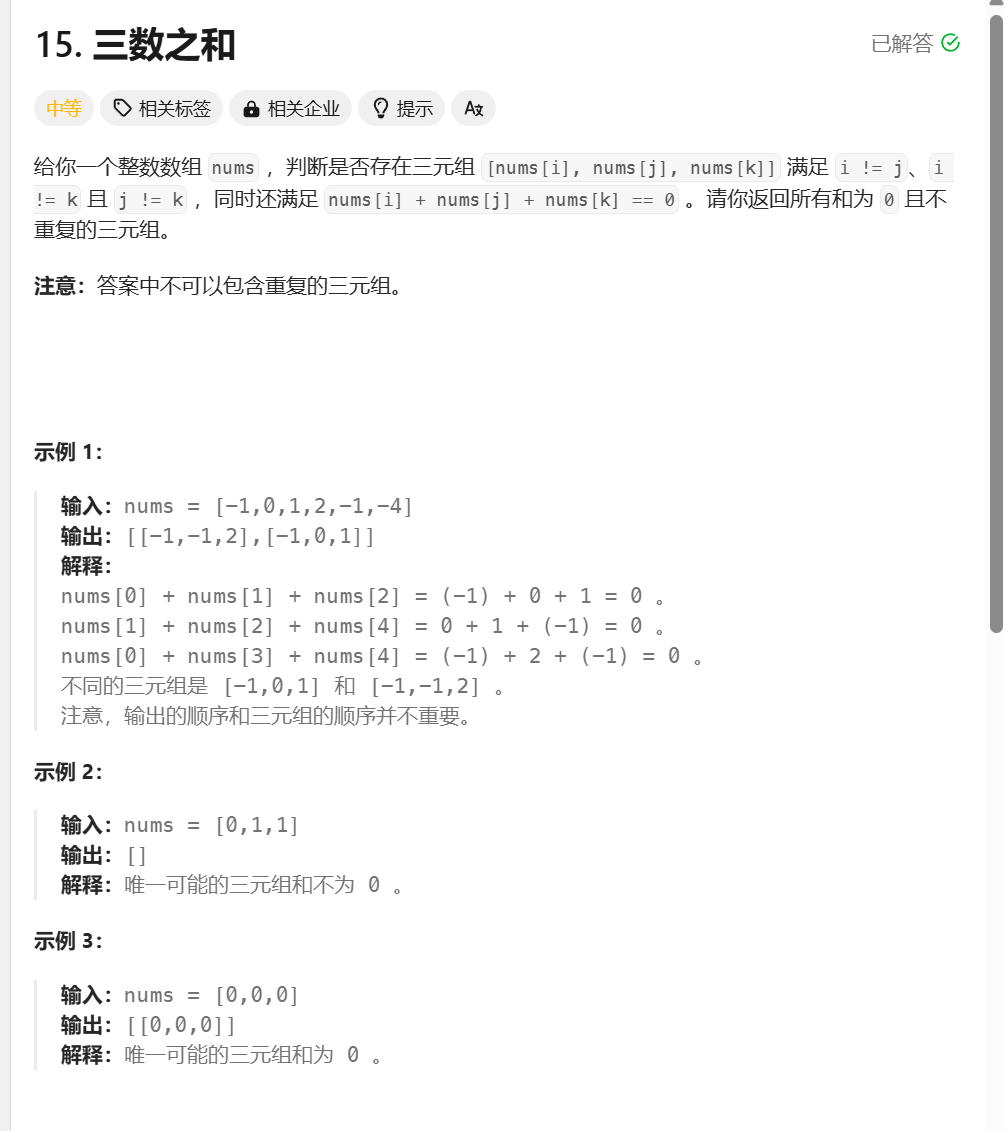 15. 三数之和
已解答
中等 相关标签 相关企业 提示 Aα
给你一个整数数组 nums ，判断是否存在三元组 [nums[i], nums[j], nums[k]] 满足 i != j、i
!= k 且 j != k ，同时还满足 nums[i] + nums[j] + nums[k] == 0 。请你返回所有和为 0 且不
重复的三元组。
注意：答案中不可以包含重复的三元组。
示例 1：
输入：nums = [-1,0,1,2,-1,-4]
输出：[[-1,-1,2],[-1,0,1]]
解释：
nums[0] + nums[1] + nums[2] = (-1) + 0 + 1 = 0 。
nums[1] + nums[2] + nums[4] = 0 + 1 + (-1) = 0 。
nums[0] + nums[3] + nums[4] = (-1) + 2 + (-1) = 0 。
不同的三元组是 [-1,0,1] 和 [-1,-1,2] 。
注意，输出的顺序和三元组的顺序并不重要。
示例 2：
输入：nums = [0,1,1]
输出：[]
解释：唯一可能的三元组和不为 0 。
示例 3：
输入：nums = [0,0,0]
输出：[[0,0,0]]
解释：唯一可能的三元组和为 0 。